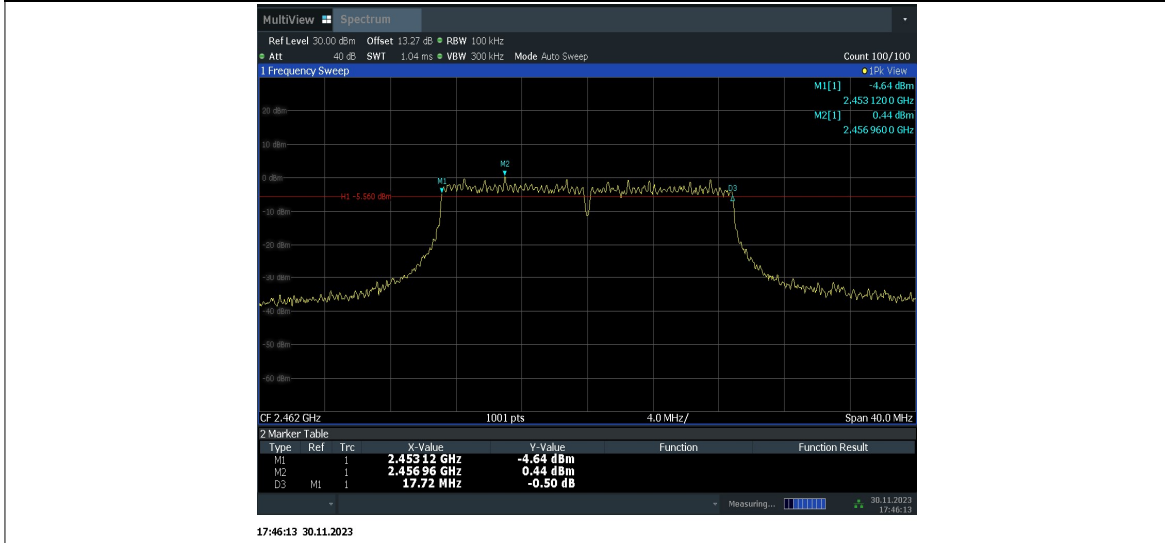 MultiView Spectrum
Ref Level 30.00 dBm Offset 13.27 dB RBW 100 kHz
Att 40 dB SWT 1.04 ms VBW 300 kHz Mode Auto Sweep Count 100/100
1 Frequency Sweep 1Pk View
M1[1] -4.64 dBm
2.453 120 0 GHz
M2[1] 0.44 dBm
2.456 960 0 GHz
20 dBm
10 dBm
M2
0 dBm
M1 D3
H1 -5.560 dBm
-10 dBm
-20 dBm
-30 dBm
-40 dBm
-50 dBm
-60 dBm
CF 2.462 GHz 1001 pts 4.0 MHz/ Span 40.0 MHz
2 Marker Table
Type Ref Trc X-Value Y-Value Function Function Result
M1 1 2.453 12 GHz -4.64 dBm
M2 1 2.456 96 GHz 0.44 dBm
D3 M1 1 17.72 MHz -0.50 dB
Measuring... 30.11.2023
17:46:13
17:46:13 30.11.2023